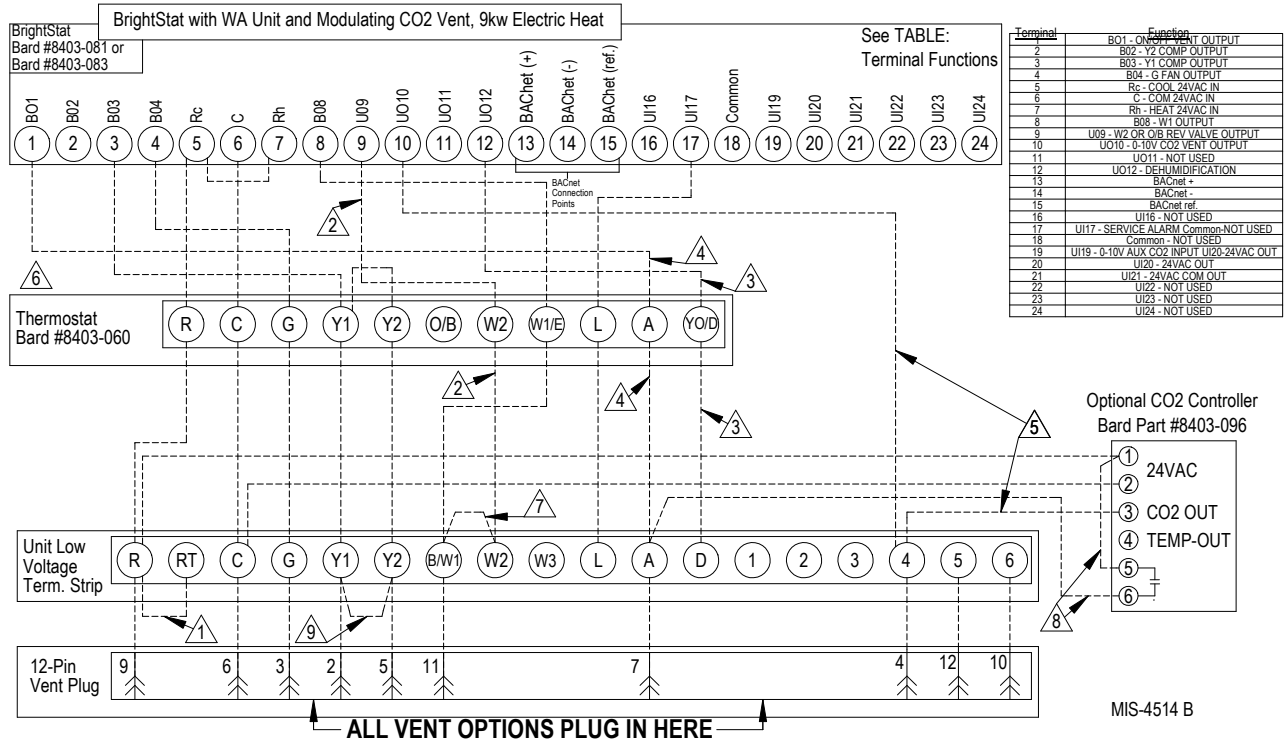 BrightStat with WA Unit and Modulating CO2 Vent, 9kw Electric Heat
BrightStat
Bard #8403-081 or
Bard #8403-083
See TABLE:
Terminal Functions
BO1
B02
B03
B04
Rc
C
Rh
B08
U09
UO10
UO11
UO12
BAChet (+)
BAChet (-)
BAChet (ref.)
UI16
UI17
Common
UI19
UI20
UI21
UI22
UI23
UI24
1 2 3 4 5 6 7 8 9 10 11 12 13 14 15 16 17 18 19 20 21 22 23 24
BACnet
Connection
Points
Terminal Function
1 BO1 - ON/OFF VENT OUTPUT
2 B02 - Y2 COMP OUTPUT
3 B03 - Y1 COMP OUTPUT
4 B04 - G FAN OUTPUT
5 Rc - COOL 24VAC IN
6 C - COM 24VAC IN
7 Rh - HEAT 24VAC IN
8 B08 - W1 OUTPUT
9 U09 - W2 OR O/B REV VALVE OUTPUT
10 UO10 - 0-10V CO2 VENT OUTPUT
11 UO11 - NOT USED
12 UO12 - DEHUMIDIFICATION
13 BACnet +
14 BACnet -
15 BACnet ref.
16 UI16 - NOT USED
17 UI17 - SERVICE ALARM Common-NOT USED
18 Common - NOT USED
19 UI19 - 0-10V AUX CO2 INPUT UI20-24VAC OUT
20 UI20 - 24VAC OUT
21 UI21 - 24VAC COM OUT
22 UI22 - NOT USED
23 UI23 - NOT USED
24 UI24 - NOT USED
2
4
6
3
Thermostat
Bard #8403-060
R C G Y1 Y2 O/B W2 W1/E L A YO/D
2
4
3
5
Optional CO2 Controller
Bard Part #8403-096
1
24VAC
2
3 CO2 OUT
4 TEMP-OUT
5
6
7
8
Unit Low
Voltage
Term. Strip
R RT C G Y1 Y2 B/W1 W2 W3 L A D 1 2 3 4 5 6
1
9
12-Pin
Vent Plug
9 6 3 2 5 11 7 4 12 10
ALL VENT OPTIONS PLUG IN HERE
MIS-4514 B